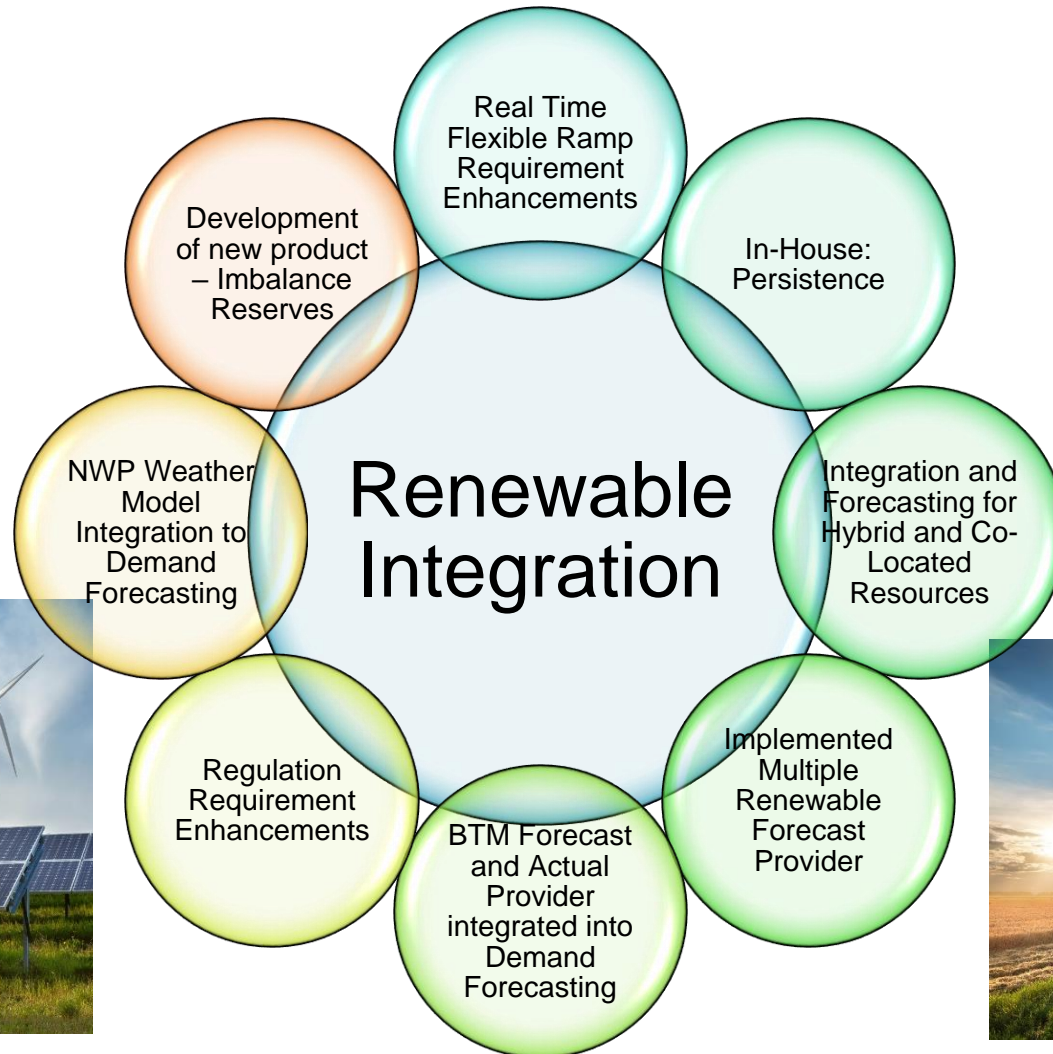 Real Time
Flexible Ramp
Requirement
Enhancements
In-House:
Persistence
Integration and
Forecasting for
Hybrid and Co-
Located
Resources
Implemented
Multiple
Renewable
Forecast
Provider
BTM Forecast
and Actual
Provider
integrated into
Demand
Forecasting
Regulation
Requirement
Enhancements
NWP Weather
Model
Integration to
Demand
Forecasting
Development
of new product
– Imbalance
Reserves
Renewable
Integration